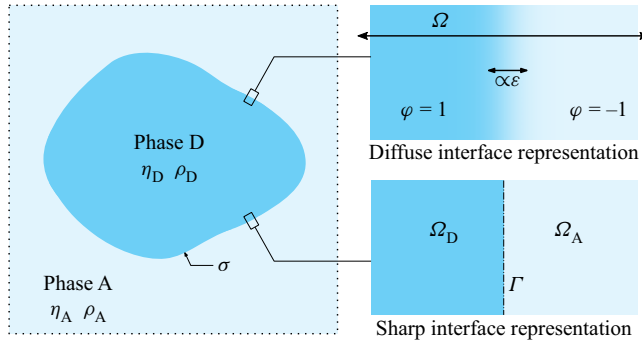 Phase D
η_D ρ_D
σ
Phase A
η_A ρ_A
Ω
∝ε
φ = 1
φ = –1
Diffuse interface representation
Ω_D
Ω_A
Γ
Sharp interface representation